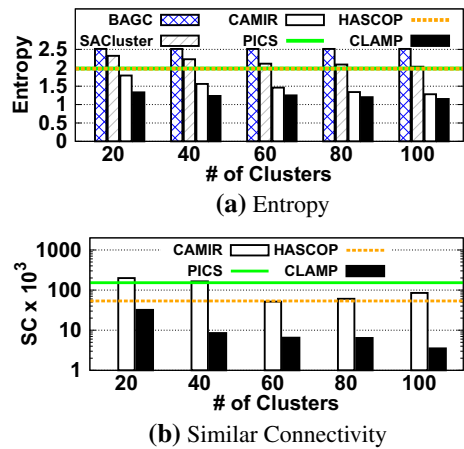 BAGC CAMIR HASCOP
SACluster PICS CLAMP
Entropy
2.5
2
1.5
1
0.5
0
20 40 60 80 100
# of Clusters
(a) Entropy
CAMIR HASCOP
PICS CLAMP
SC x 10³
1000
100
10
1
20 40 60 80 100
# of Clusters
(b) Similar Connectivity